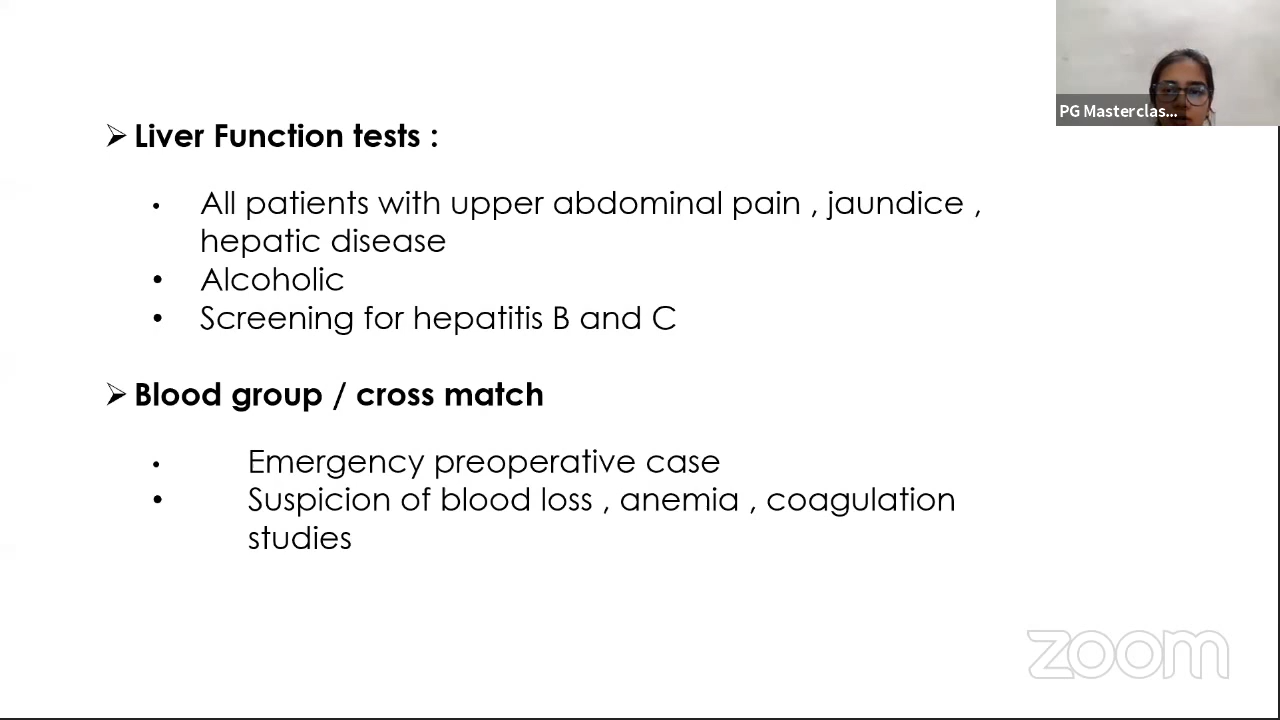 PG Masterclas...
➢ Liver Function tests :
• All patients with upper abdominal pain , jaundice ,
hepatic disease
• Alcoholic
• Screening for hepatitis B and C
➢ Blood group / cross match
• Emergency preoperative case
• Suspicion of blood loss , anemia , coagulation
studies
zoom